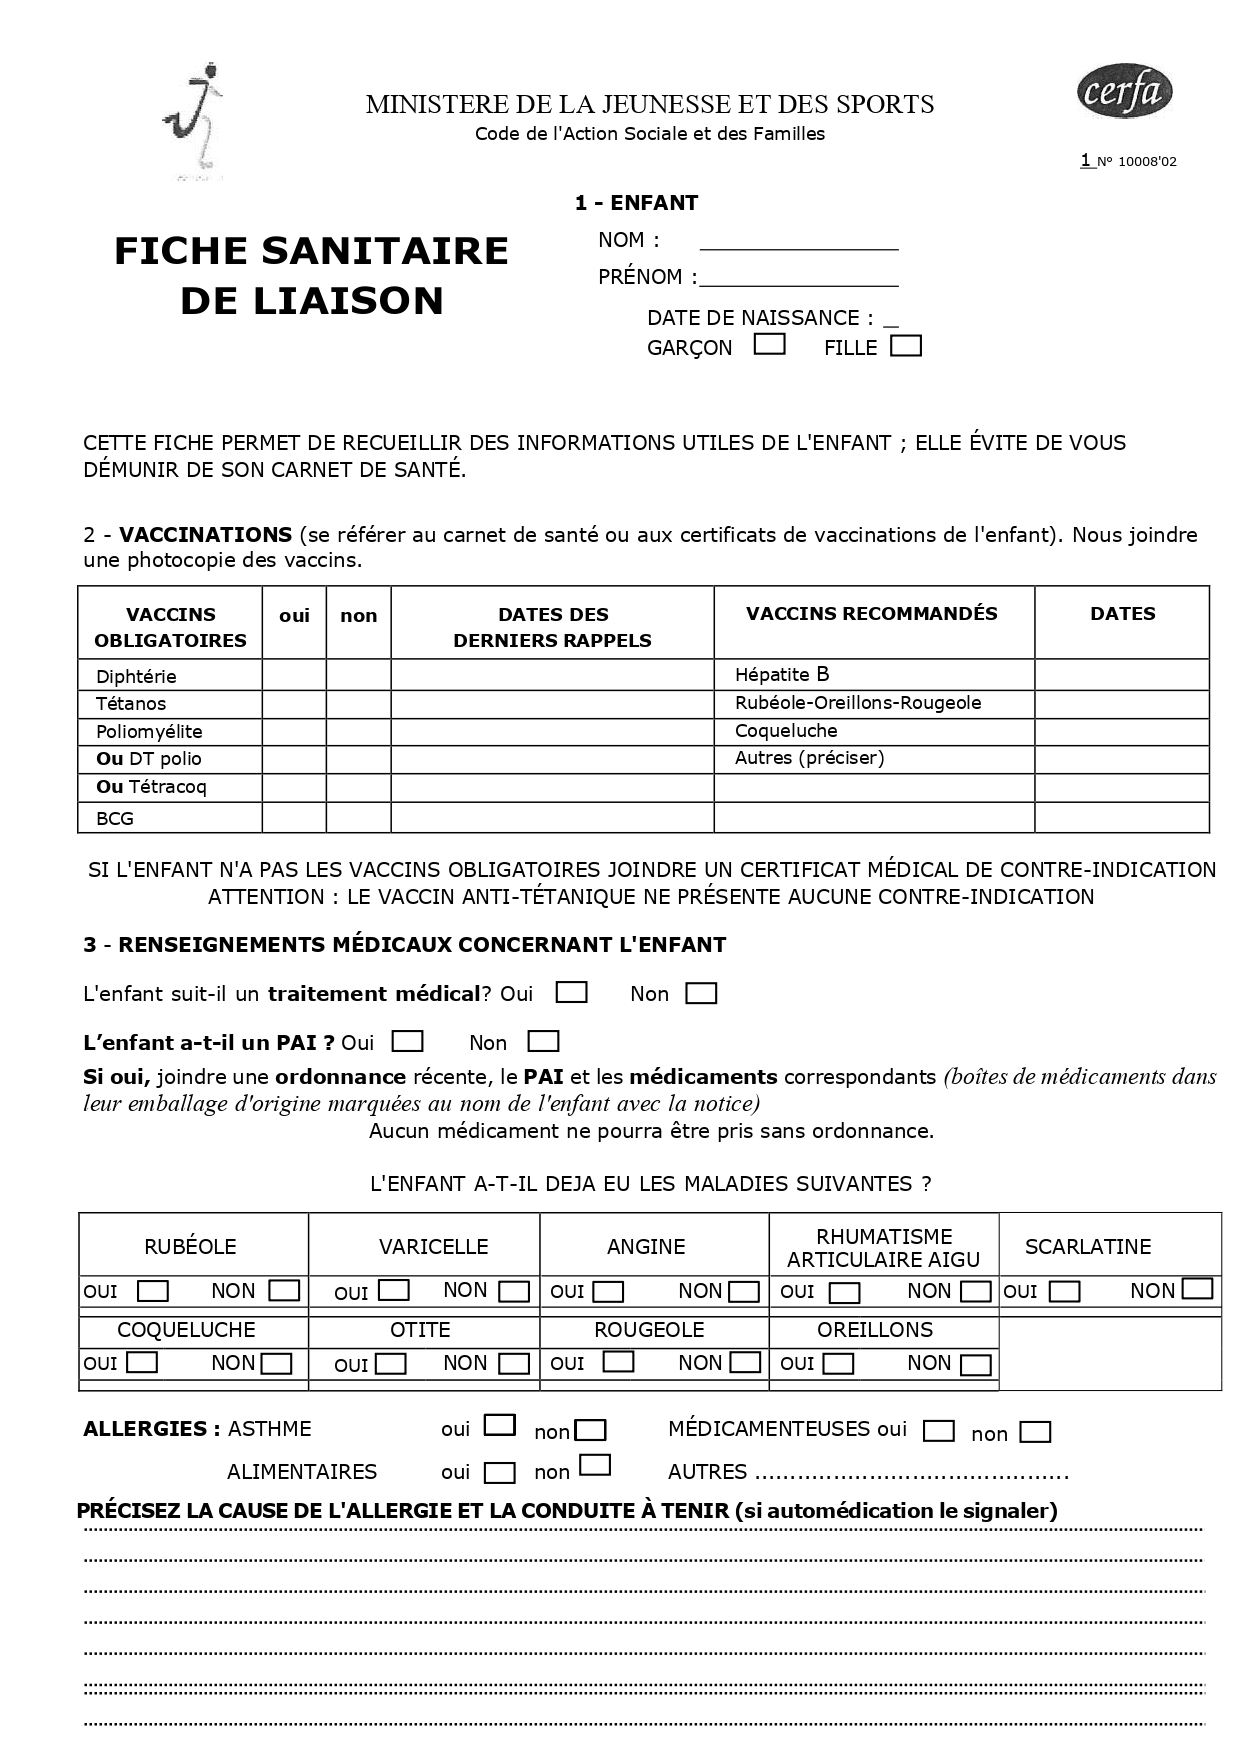 MINISTERE DE LA JEUNESSE ET DES SPORTS
Code de l'Action Sociale et des Familles
cerfa
1 N° 10008'02
FICHE SANITAIRE
DE LIAISON
1 - ENFANT
NOM : ___________________
PRÉNOM :___________________
DATE DE NAISSANCE : _
GARÇON FILLE
CETTE FICHE PERMET DE RECUEILLIR DES INFORMATIONS UTILES DE L'ENFANT ; ELLE ÉVITE DE VOUS
DÉMUNIR DE SON CARNET DE SANTÉ.
2 - VACCINATIONS (se référer au carnet de santé ou aux certificats de vaccinations de l'enfant). Nous joindre
une photocopie des vaccins.
VACCINS OBLIGATOIRES oui non DATES DES DERNIERS RAPPELS VACCINS RECOMMANDÉS DATES
Diphtérie Hépatite B
Tétanos Rubéole-Oreillons-Rougeole
Poliomyélite Coqueluche
Ou DT polio Autres (préciser)
Ou Tétracoq
BCG
SI L'ENFANT N'A PAS LES VACCINS OBLIGATOIRES JOINDRE UN CERTIFICAT MÉDICAL DE CONTRE-INDICATION
ATTENTION : LE VACCIN ANTI-TÉTANIQUE NE PRÉSENTE AUCUNE CONTRE-INDICATION
3 - RENSEIGNEMENTS MÉDICAUX CONCERNANT L'ENFANT
L'enfant suit-il un traitement médical? Oui Non
L’enfant a-t-il un PAI ? Oui Non
Si oui, joindre une ordonnance récente, le PAI et les médicaments correspondants (boîtes de médicaments dans
leur emballage d'origine marquées au nom de l'enfant avec la notice)
Aucun médicament ne pourra être pris sans ordonnance.
L'ENFANT A-T-IL DEJA EU LES MALADIES SUIVANTES ?
RUBÉOLE VARICELLE ANGINE RHUMATISME ARTICULAIRE AIGU SCARLATINE
OUI NON OUI NON OUI NON OUI NON OUI NON
COQUELUCHE OTITE ROUGEOLE OREILLONS
OUI NON OUI NON OUI NON OUI NON
ALLERGIES : ASTHME oui non MÉDICAMENTEUSES oui non
ALIMENTAIRES oui non AUTRES ............................................
PRÉCISEZ LA CAUSE DE L'ALLERGIE ET LA CONDUITE À TENIR (si automédication le signaler)